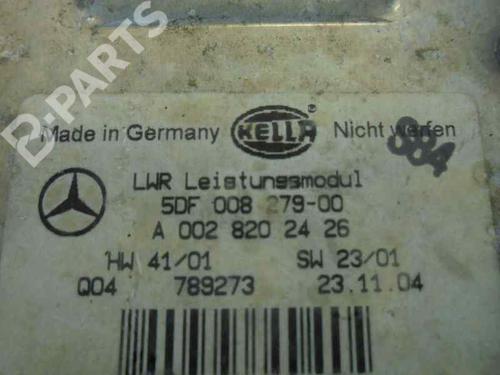 B-PARTS
Made in Germany HELLA ® Nicht werfen
884
LWR Leistungsmodul
5DF 008 279-00
A 002 820 24 26
HW 41/01 SW 23/01
Q04 789273 23.11.04